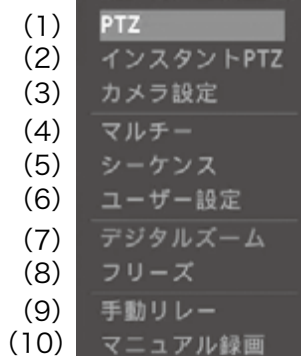 (1) PTZ
(2) インスタントPTZ
(3) カメラ設定
(4) マルチー
(5) シーケンス
(6) ユーザー設定
(7) デジタルズーム
(8) フリーズ
(9) 手動リレー
(10) マニュアル録画